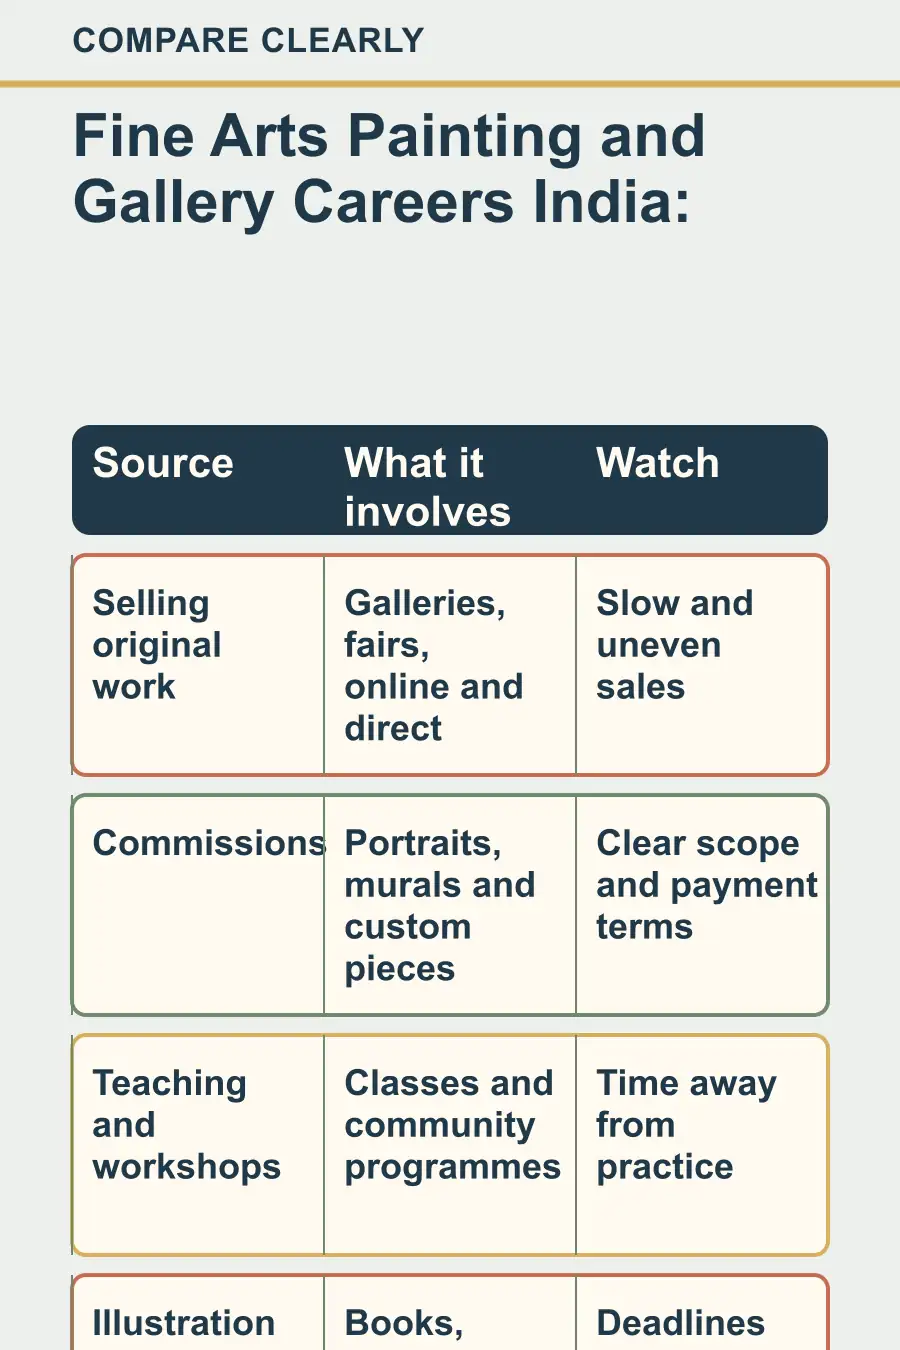 COMPARE CLEARLY
Fine Arts Painting and
Gallery Careers India:
Source
What it
involves
Watch
Selling
original
work
Galleries,
fairs,
online and
direct
Slow and
uneven
sales
Commissions
Portraits,
murals and
custom
pieces
Clear scope
and payment
terms
Teaching
and
workshops
Classes and
community
programmes
Time away
from
practice
Illustration
Books,
Deadlines